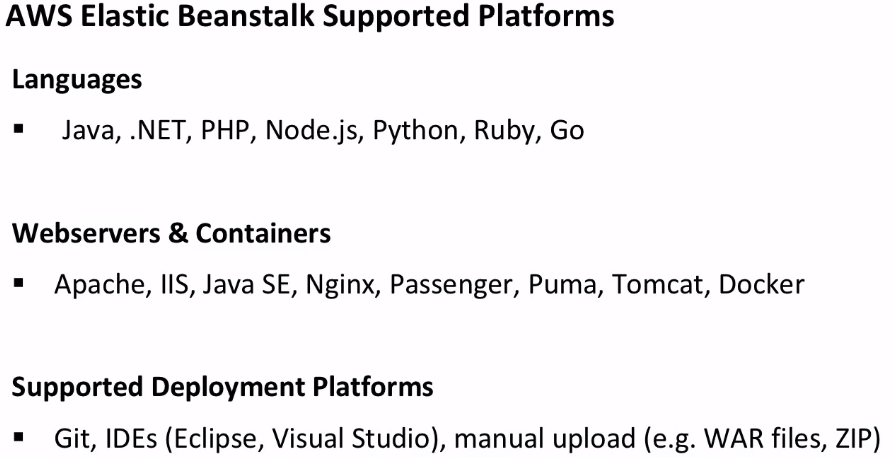 AWS Elastic Beanstalk Supported Platforms
Languages
▪ Java, .NET, PHP, Node.js, Python, Ruby, Go
Webservers & Containers
▪ Apache, IIS, Java SE, Nginx, Passenger, Puma, Tomcat, Docker
Supported Deployment Platforms
▪ Git, IDEs (Eclipse, Visual Studio), manual upload (e.g. WAR files, ZIP)